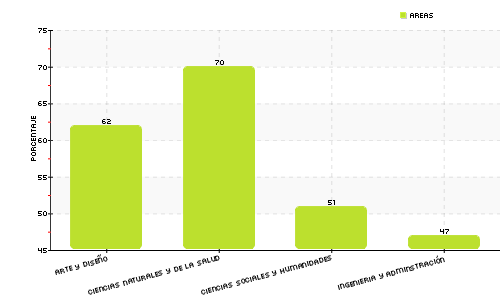 AREAS
75
70
65
60
55
50
45
PORCENTAJE
62
70
51
47
ARTE Y DISEÑO
CIENCIAS NATURALES Y DE LA SALUD
CIENCIAS SOCIALES Y HUMANIDADES
INGENIERIA Y ADMINSTRACIÓN